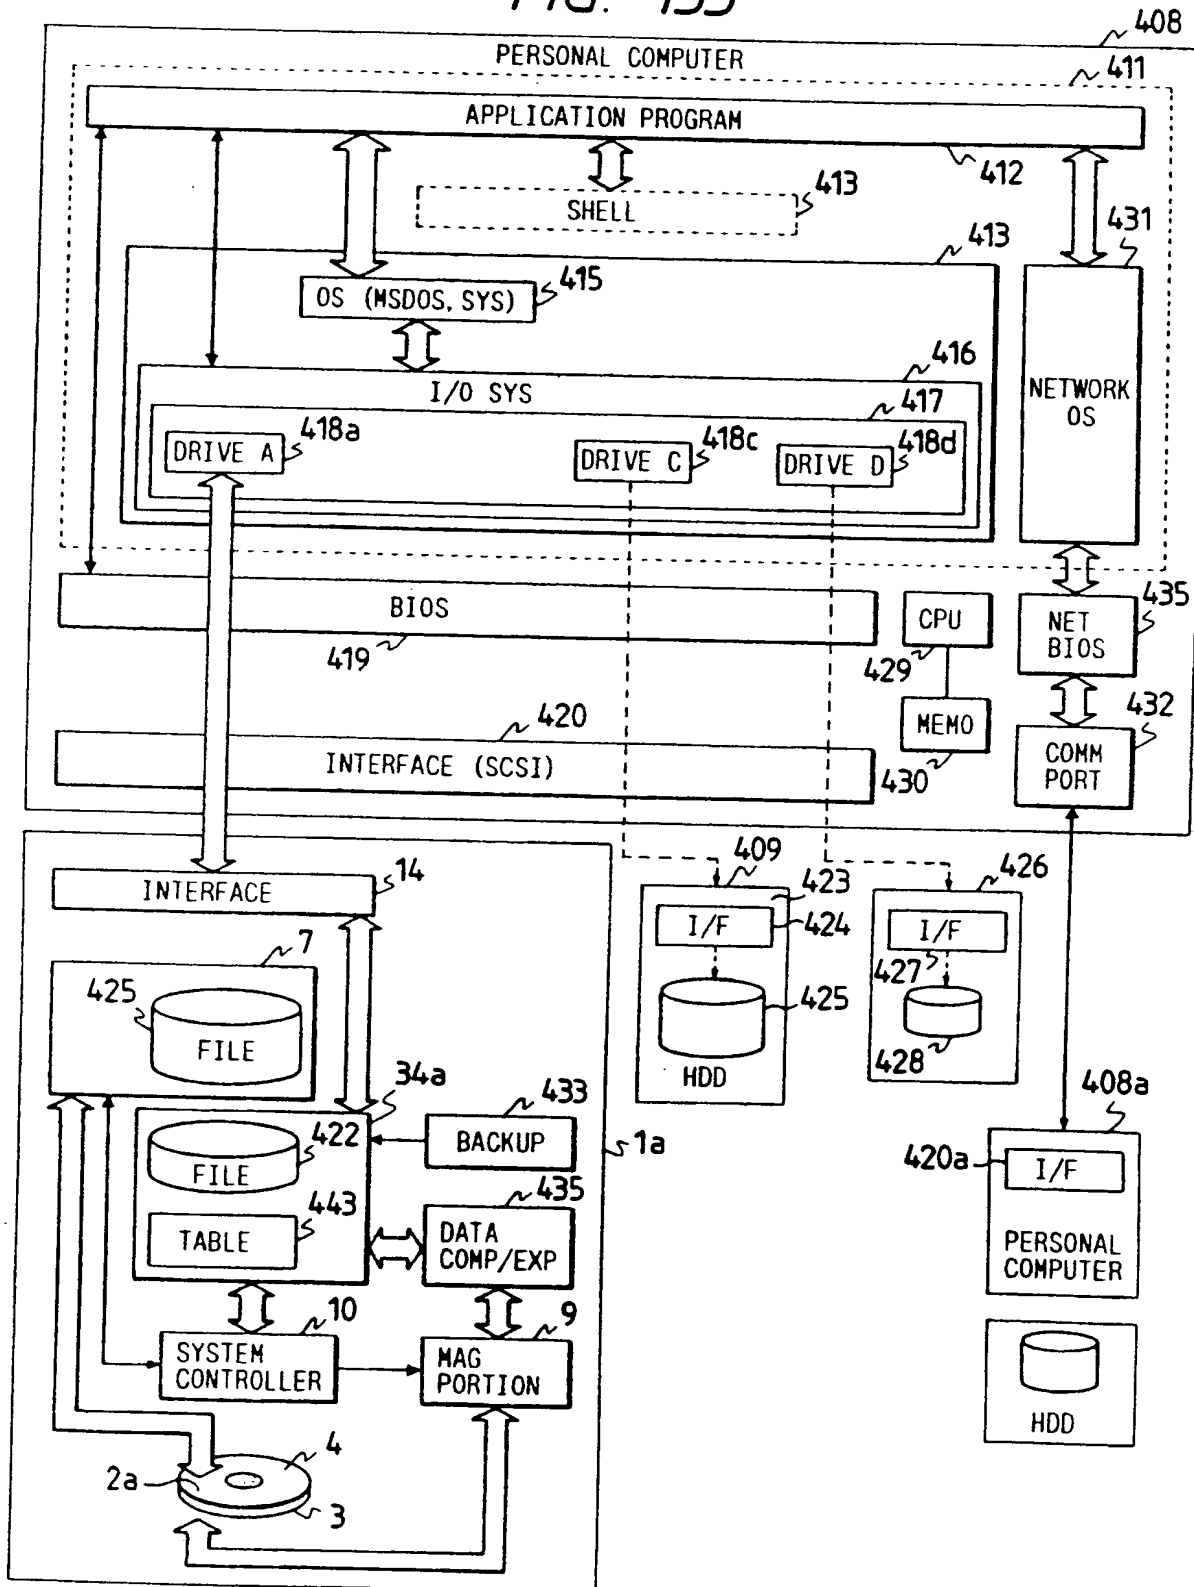 FIG. 133
408
PERSONAL COMPUTER
411
APPLICATION PROGRAM
412
413
SHELL
431
413
415
OS (MSDOS, SYS)
416
I/O SYS
417
NETWORK
OS
418a
DRIVE A
418c
DRIVE C
418d
DRIVE D
BIOS
419
CPU
429
435
NET
BIOS
420
INTERFACE (SCSI)
MEMO
430
432
COMM
PORT
14
INTERFACE
409
423
I/F
424
425
HDD
426
I/F
427
428
7
425
FILE
34a
422
FILE
433
BACKUP
1a
443
TABLE
435
DATA
COMP/EXP
408a
420a
I/F
PERSONAL
COMPUTER
10
SYSTEM
CONTROLLER
9
MAG
PORTION
HDD
4
2a
3